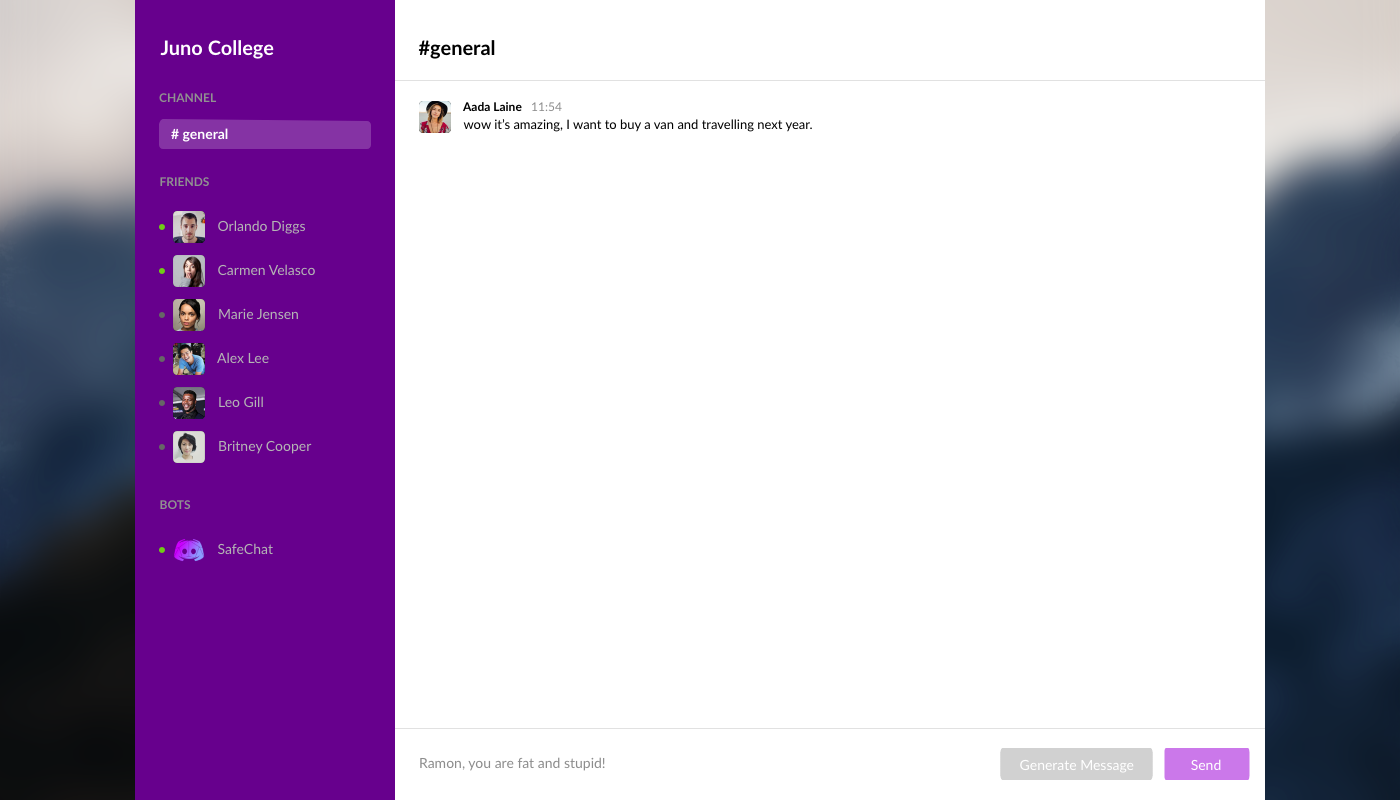 Juno College
CHANNEL
# general
FRIENDS
Orlando Diggs
Carmen Velasco
Marie Jensen
Alex Lee
Leo Gill
Britney Cooper
BOTS
SafeChat
#general
Aada Laine 11:54
wow it’s amazing, I want to buy a van and travelling next year.
Ramon, you are fat and stupid!
Generate Message
Send